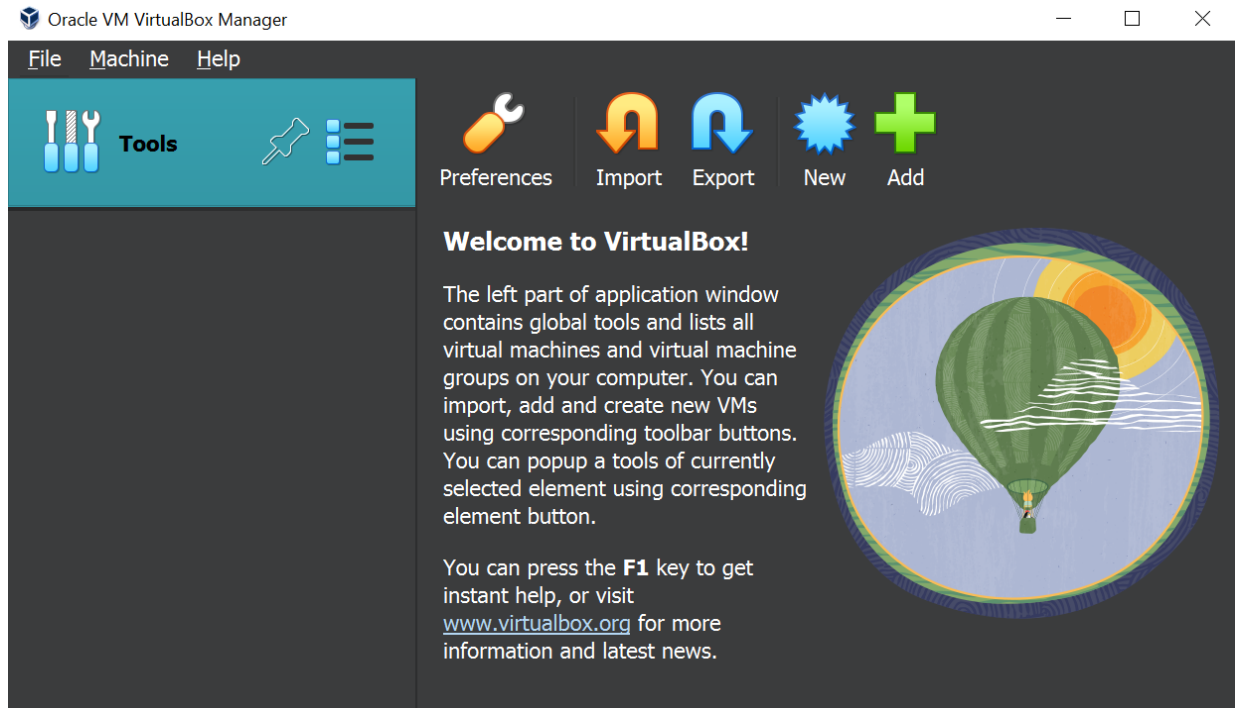 Oracle VM VirtualBox Manager
File Machine Help
Tools
Preferences Import Export New Add
Welcome to VirtualBox!
The left part of application window
contains global tools and lists all
virtual machines and virtual machine
groups on your computer. You can
import, add and create new VMs
using corresponding toolbar buttons.
You can popup a tools of currently
selected element using corresponding
element button.
You can press the F1 key to get
instant help, or visit
www.virtualbox.org for more
information and latest news.